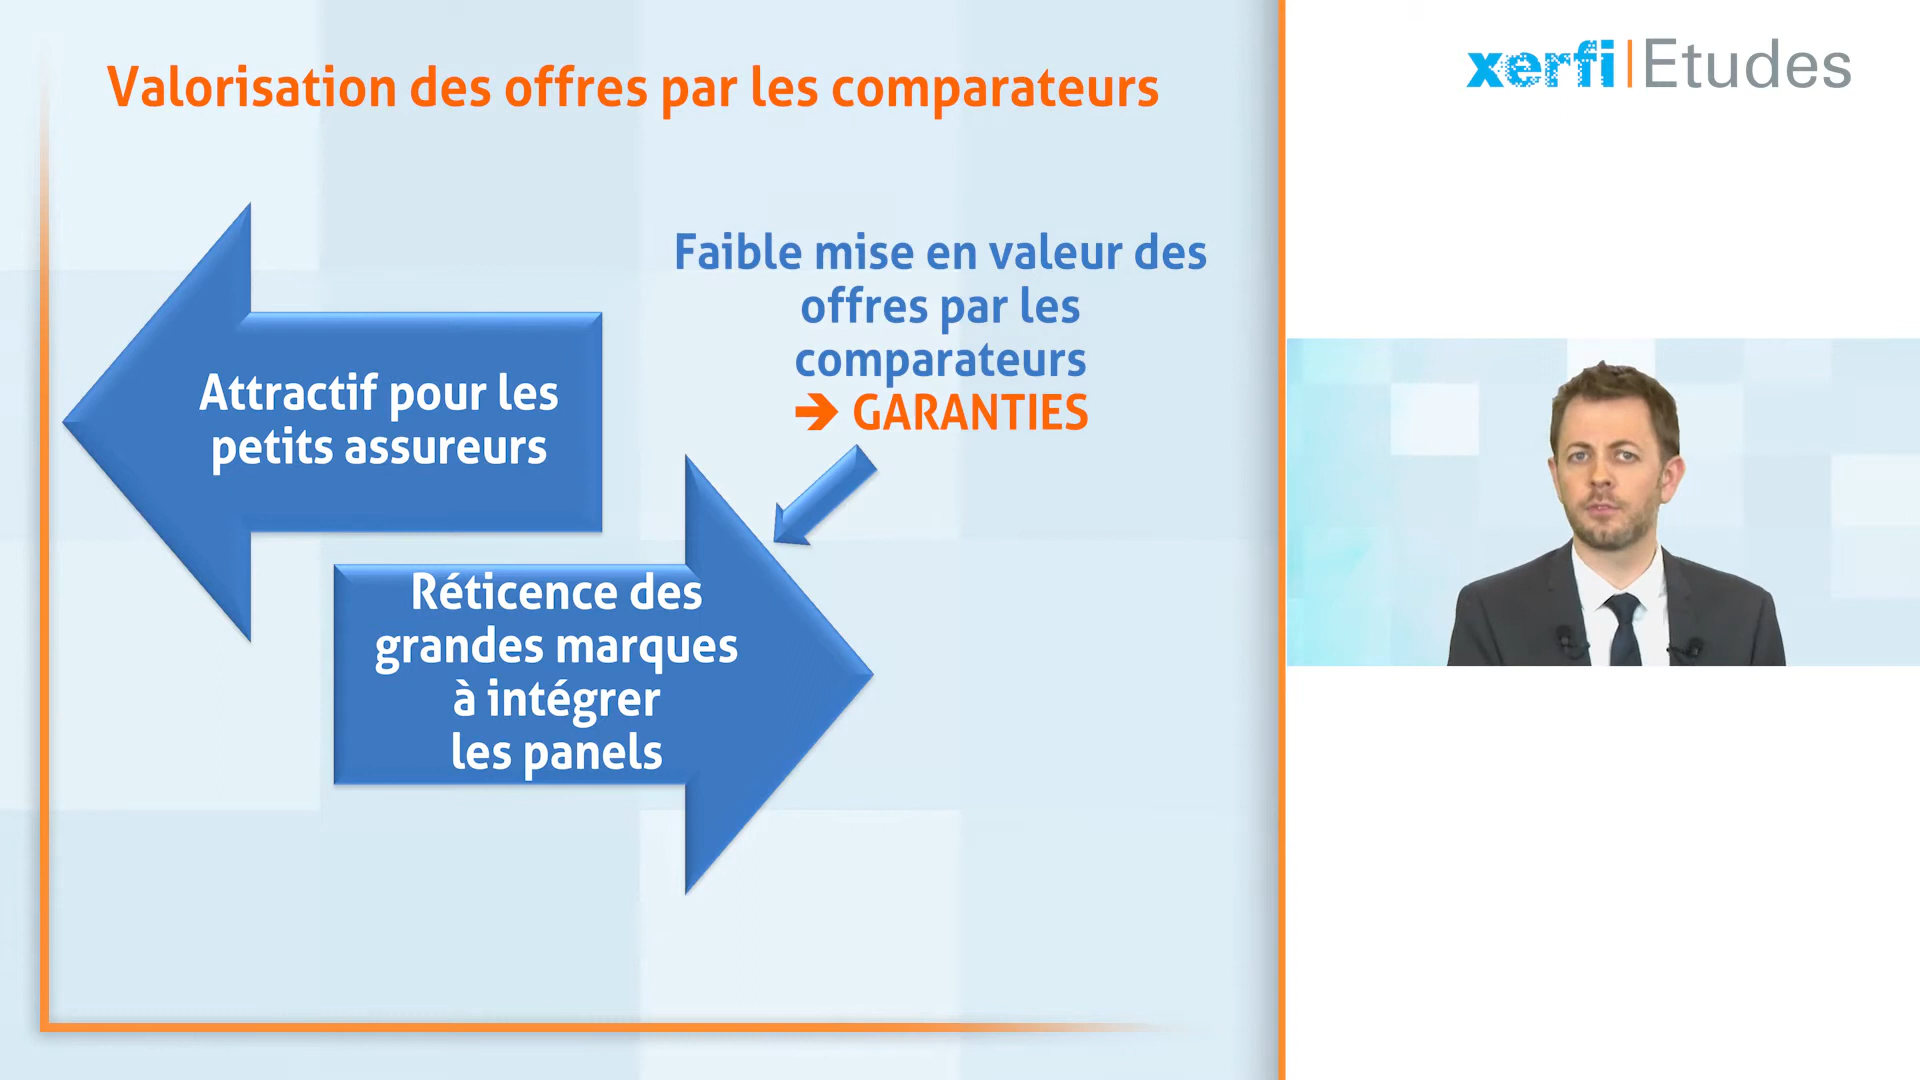 Valorisation des offres par les comparateurs
xerfi Etudes
Attractif pour les
petits assureurs
Faible mise en valeur des
offres par les
comparateurs
➔ GARANTIES
Réticence des
grandes marques
à intégrer
les panels